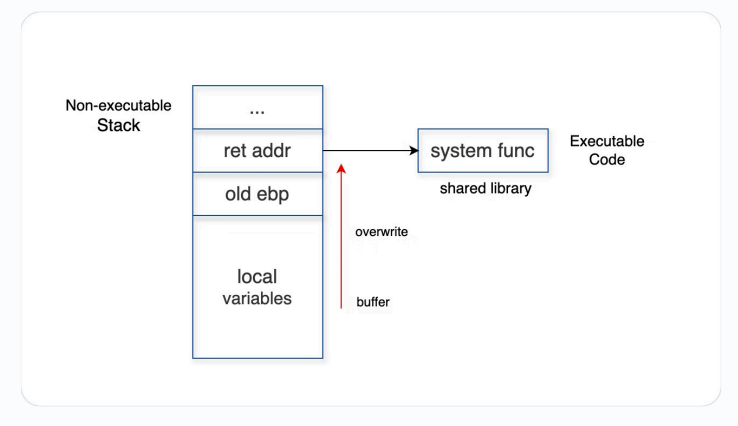 Non-executable
Stack
...
ret addr
old ebp
local
variables
system func
shared library
Executable
Code
overwrite
buffer